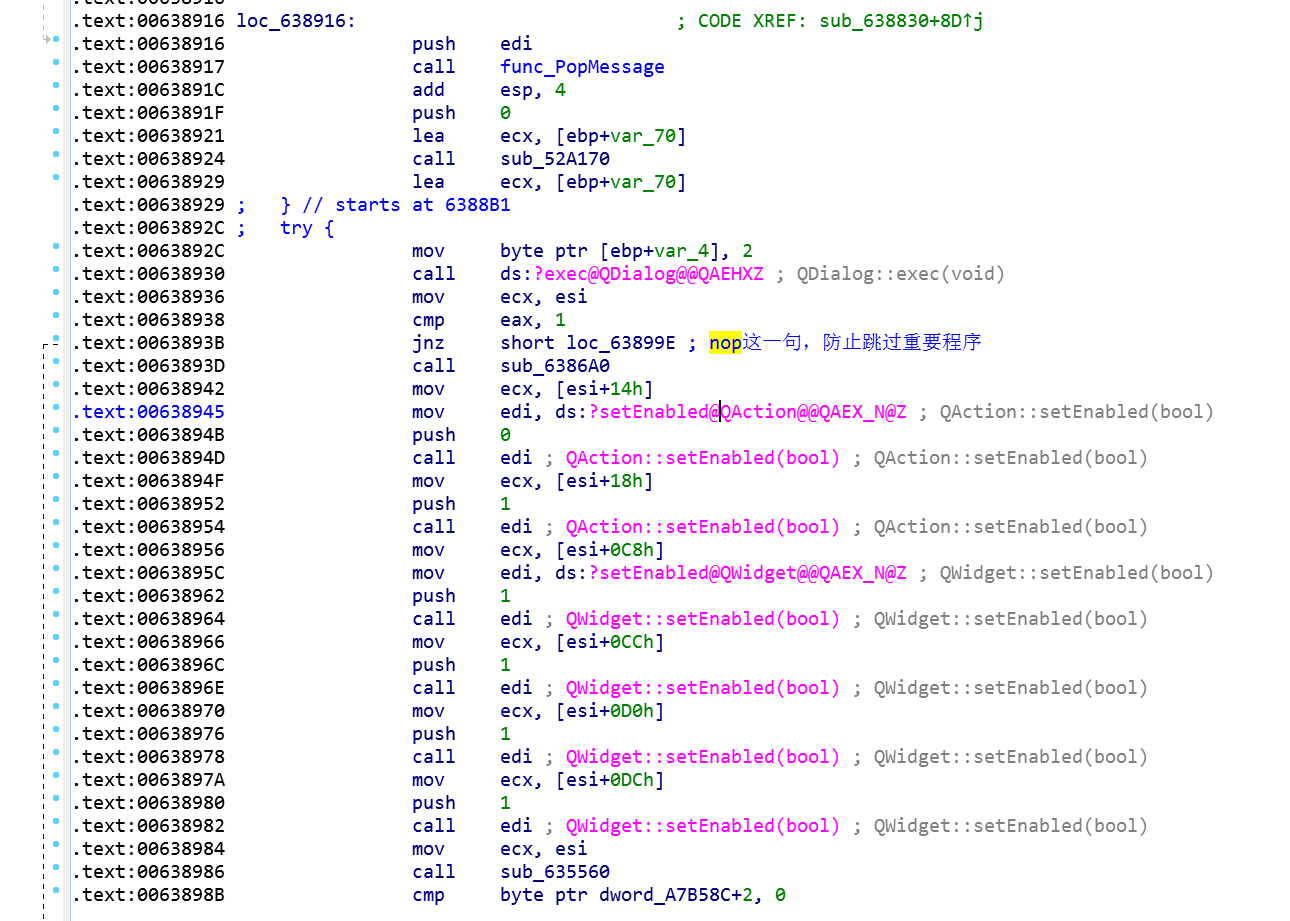 .text:00638916 loc_638916: ; CODE XREF: sub_638830+8D↑j
.text:00638916 push edi
.text:00638917 call func_PopMessage
.text:0063891C add esp, 4
.text:0063891F push 0
.text:00638921 lea ecx, [ebp+var_70]
.text:00638924 call sub_52A170
.text:00638929 lea ecx, [ebp+var_70]
.text:00638929 ; } // starts at 6388B1
.text:0063892C ; try {
.text:0063892C mov byte ptr [ebp+var_4], 2
.text:00638930 call ds:?exec@QDialog@@QAEHXZ ; QDialog::exec(void)
.text:00638936 mov ecx, esi
.text:00638938 cmp eax, 1
.text:0063893B jnz short loc_63899E ; nop这一句，防止跳过重要程序
.text:0063893D call sub_6386A0
.text:00638942 mov ecx, [esi+14h]
.text:00638945 mov edi, ds:?setEnabled@QAction@@QAEX_N@Z ; QAction::setEnabled(bool)
.text:0063894B push 0
.text:0063894D call edi ; QAction::setEnabled(bool) ; QAction::setEnabled(bool)
.text:0063894F mov ecx, [esi+18h]
.text:00638952 push 1
.text:00638954 call edi ; QAction::setEnabled(bool) ; QAction::setEnabled(bool)
.text:00638956 mov ecx, [esi+0C8h]
.text:0063895C mov edi, ds:?setEnabled@QWidget@@QAEX_N@Z ; QWidget::setEnabled(bool)
.text:00638962 push 1
.text:00638964 call edi ; QWidget::setEnabled(bool) ; QWidget::setEnabled(bool)
.text:00638966 mov ecx, [esi+0CCh]
.text:0063896C push 1
.text:0063896E call edi ; QWidget::setEnabled(bool) ; QWidget::setEnabled(bool)
.text:00638970 mov ecx, [esi+0D0h]
.text:00638976 push 1
.text:00638978 call edi ; QWidget::setEnabled(bool) ; QWidget::setEnabled(bool)
.text:0063897A mov ecx, [esi+0DCh]
.text:00638980 push 1
.text:00638982 call edi ; QWidget::setEnabled(bool) ; QWidget::setEnabled(bool)
.text:00638984 mov ecx, esi
.text:00638986 call sub_635560
.text:0063898B cmp byte ptr dword_A7B58C+2, 0